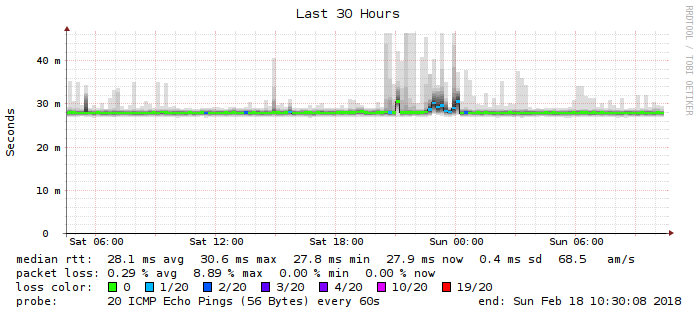 Last 30 Hours
RRDTOOL / TOBI OETIKER
Seconds
40 m
30 m
20 m
10 m
0
Sat 06:00 Sat 12:00 Sat 18:00 Sun 00:00 Sun 06:00
median rtt: 28.1 ms avg 30.6 ms max 27.8 ms min 27.9 ms now 0.4 ms sd 68.5 am/s
packet loss: 0.29 % avg 8.89 % max 0.00 % min 0.00 % now
loss color: 0 1/20 2/20 3/20 4/20 10/20 19/20
probe: 20 ICMP Echo Pings (56 Bytes) every 60s end: Sun Feb 18 10:30:08 2018